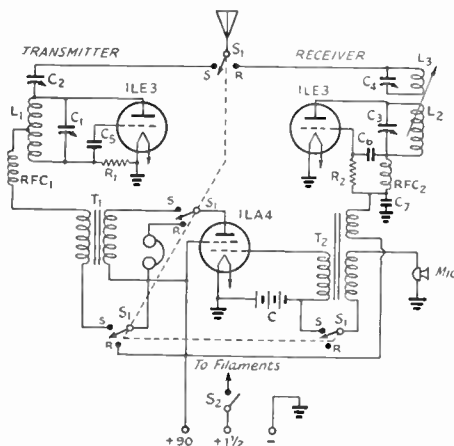 TRANSMITTER
S1
RECEIVER
S R
L3
C2
C4
1LE3
1LE3
L1
C1
C5
C3
L2
R1
R2
C6
RFC1
RFC2
C7
T1
S
S1
R
1LA4
T2
MIC
C
S
S1
R
S
S1
R
To Filaments
S2
+90
+1½
-